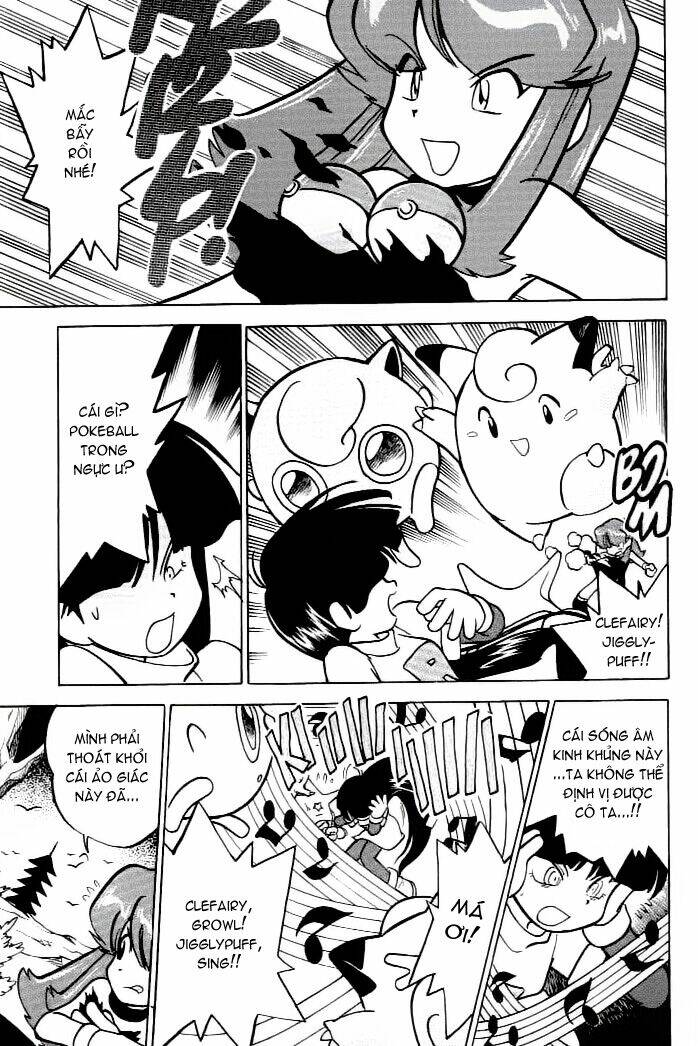 MẮC
BẪY
RỒI
NHÉ!
BOM
CLEFAIRY!
JIGGLY-
PUFF!!
CÁI GÌ?
POKEBALL
TRONG
NGỰC Ư?
CÁI SÓNG ÂM
KINH KHỦNG NÀY
...TA KHÔNG THỂ
ĐỊNH VỊ ĐƯỢC
CÔ TA...!!
MÁ
ƠI!
CLEFAIRY,
GROWL!
JIGGLYPUFF,
SING!!
MÌNH PHẢI
THOÁT KHỎI
CÁI ẢO GIÁC
NÀY ĐÃ...